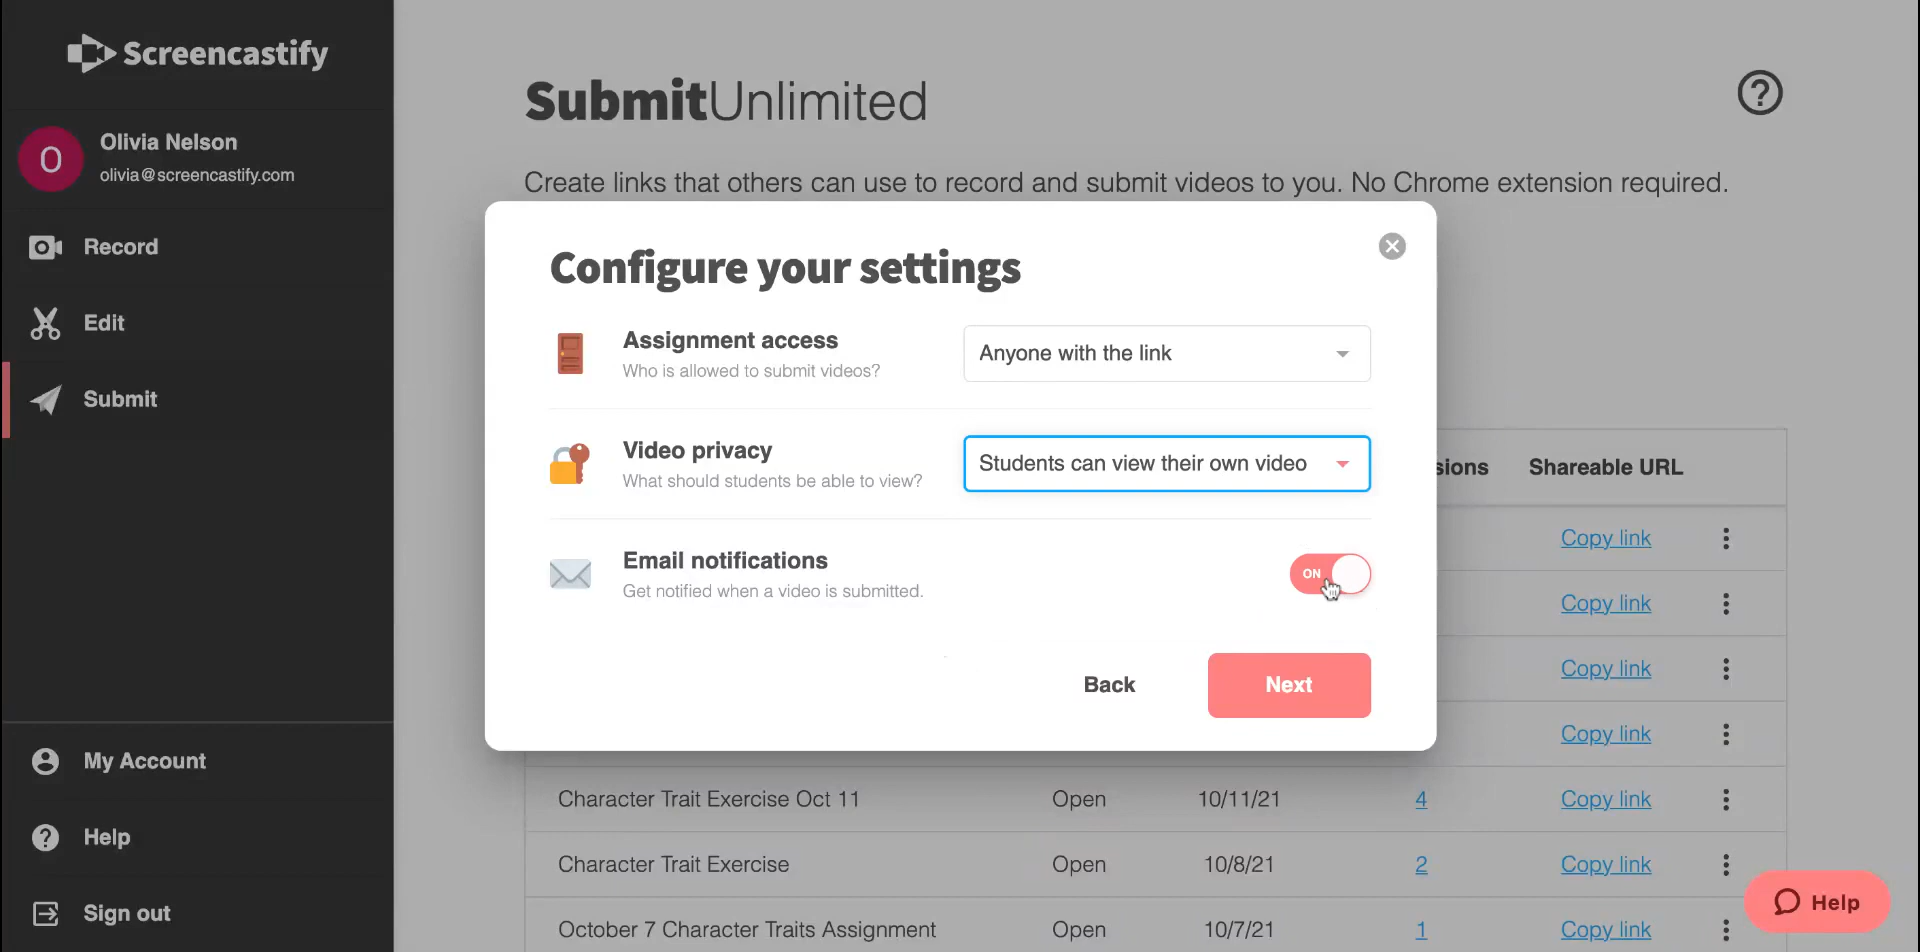 Screencastify
O
Olivia Nelson
olivia@screencastify.com
Record
Edit
Submit
My Account
Help
Sign out
SubmitUnlimited
?
Create links that others can use to record and submit videos to you. No Chrome extension required.
Configure your settings
Assignment access
Who is allowed to submit videos?
Anyone with the link
Video privacy
What should students be able to view?
Students can view their own video
Email notifications
Get notified when a video is submitted.
ON
Back
Next
sions
Shareable URL
Copy link
Copy link
Copy link
Copy link
Character Trait Exercise Oct 11 Open 10/11/21 4 Copy link
Character Trait Exercise Open 10/8/21 2 Copy link
October 7 Character Traits Assignment Open 10/7/21 1 Copy link
Help